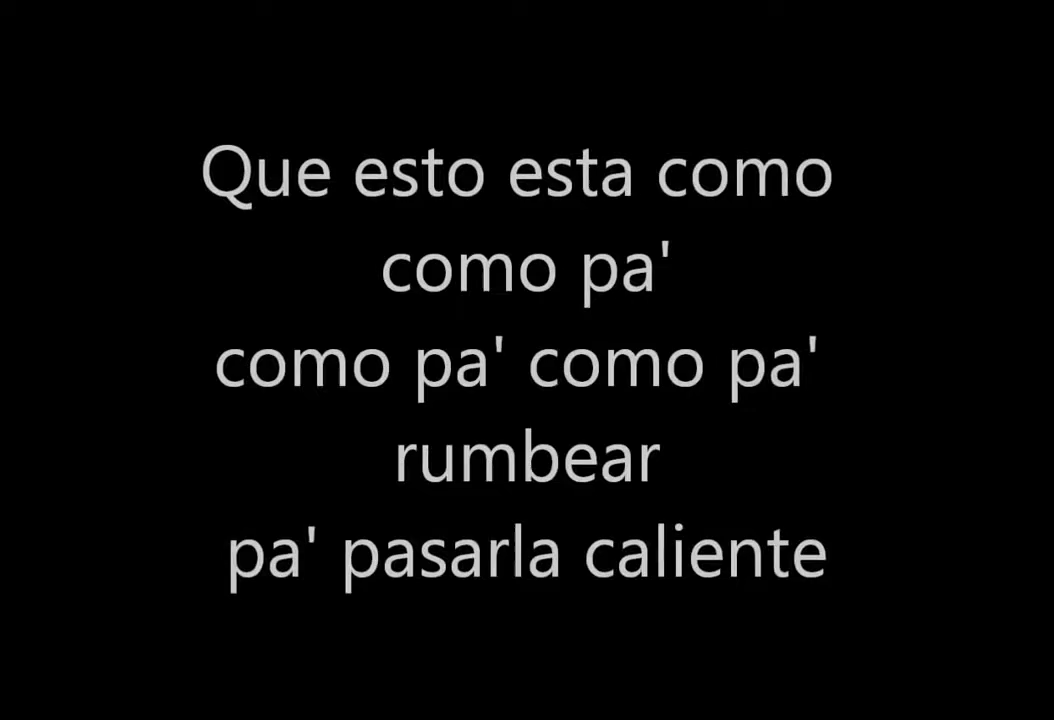 Que esto esta como
como pa'
como pa' como pa'
rumbear
pa' pasarla caliente